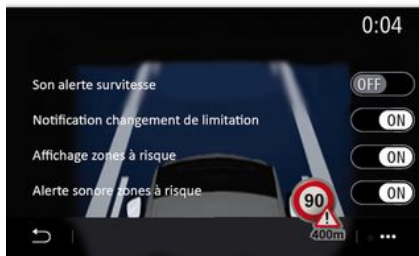 0:04
Son alerte survitesse OFF
Notification changement de limitation ON
Affichage zones à risque ON
Alerte sonore zones à risque ON
90
!
400m